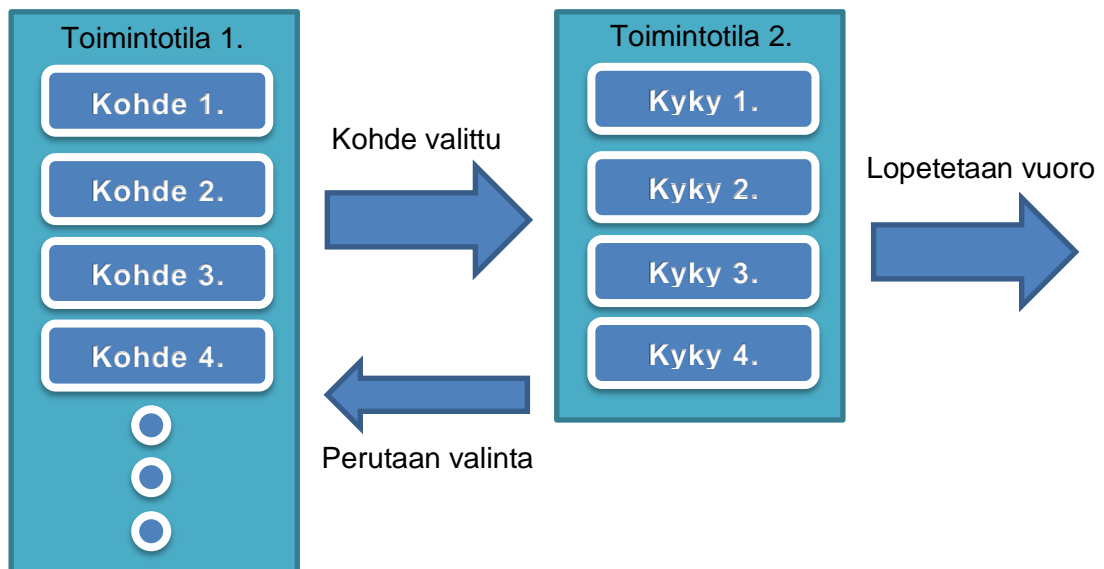 Toimintotila 1.
Kohde 1.
Kohde 2.
Kohde 3.
Kohde 4.
Kohde valittu
Perutaan valinta
Toimintotila 2.
Kyky 1.
Kyky 2.
Kyky 3.
Kyky 4.
Lopetetaan vuoro